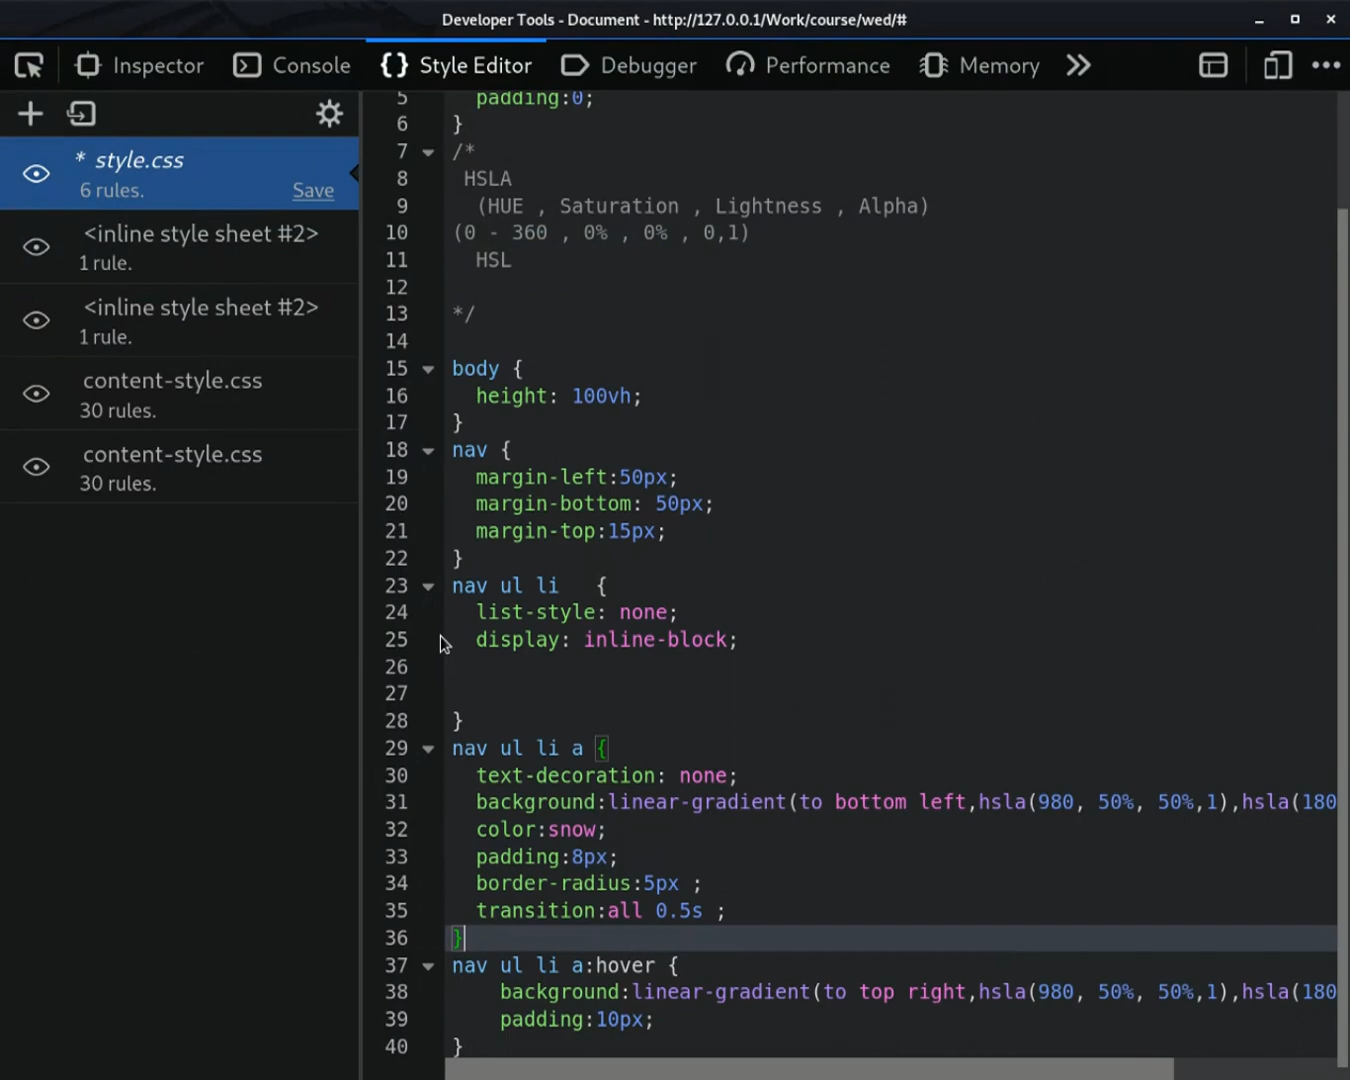 Developer Tools - Document - http://127.0.0.1/Work/course/wed/#
Inspector Console {} Style Editor Debugger Performance Memory
* style.css
6 rules. Save
<inline style sheet #2>
1 rule.
<inline style sheet #2>
1 rule.
content-style.css
30 rules.
content-style.css
30 rules.
5 padding:0;
6 }
7 /*
8 HSLA
9 (HUE , Saturation , Lightness , Alpha)
10 (0 - 360 , 0% , 0% , 0,1)
11 HSL
12
13 */
14
15 body {
16 height: 100vh;
17 }
18 nav {
19 margin-left:50px;
20 margin-bottom: 50px;
21 margin-top:15px;
22 }
23 nav ul li {
24 list-style: none;
25 display: inline-block;
26
27
28 }
29 nav ul li a {
30 text-decoration: none;
31 background:linear-gradient(to bottom left,hsla(980, 50%, 50%,1),hsla(180
32 color:snow;
33 padding:8px;
34 border-radius:5px ;
35 transition:all 0.5s ;
36 }
37 nav ul li a:hover {
38 background:linear-gradient(to top right,hsla(980, 50%, 50%,1),hsla(180
39 padding:10px;
40 }